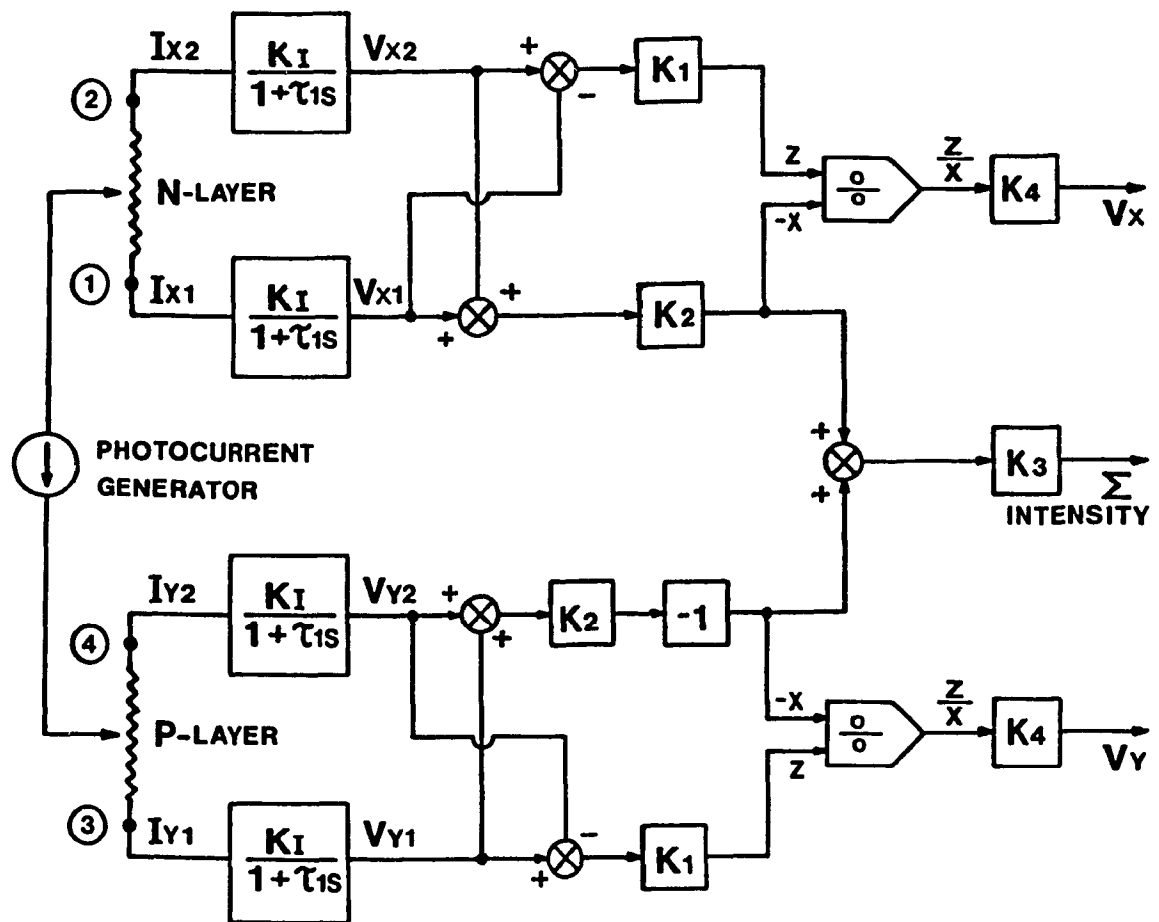 IX2
KI
1+τ1S
VX2
+
-
K1
2
N-LAYER
Z
-X
o
o
Z
X
K4
VX
1
IX1
KI
1+τ1S
VX1
+
+
K2
PHOTOCURRENT
GENERATOR
+
+
K3
Σ
INTENSITY
IY2
KI
1+τ1S
VY2
+
+
K2
-1
4
P-LAYER
-X
Z
o
o
Z
X
K4
VY
3
IY1
KI
1+τ1S
VY1
+
-
K1